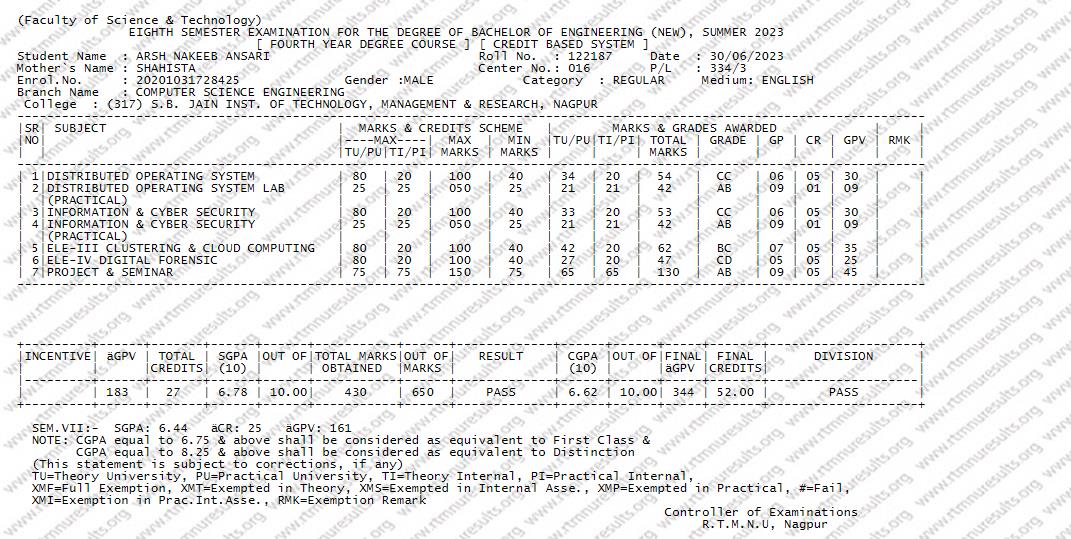 (Faculty of Science & Technology)
EIGHTH SEMESTER EXAMINATION FOR THE DEGREE OF BACHELOR OF ENGINEERING (NEW), SUMMER 2023
[ FOURTH YEAR DEGREE COURSE ] [ CREDIT BASED SYSTEM ]
Student Name : ARSH NAKEEB ANSARI Roll No. : 122187 Date : 30/06/2023
Mother's Name : SHAHISTA Center No.: 016 P/L : 334/3
Enrol.No. : 20201031728425 Gender :MALE Category : REGULAR Medium: ENGLISH
Branch Name : COMPUTER SCIENCE ENGINEERING
College : (317) S.B. JAIN INST. OF TECHNOLOGY, MANAGEMENT & RESEARCH, NAGPUR
|SR| SUBJECT | MARKS & CREDITS SCHEME | MARKS & GRADES AWARDED | |
|NO| |----MAX----| MAX | MIN |TU/PU|TI/PI| TOTAL | GRADE | GP | CR | GPV | RMK |
| | |TU/PU|TI/PI| MARKS | MARKS | | | MARKS | | | | | |
| 1|DISTRIBUTED OPERATING SYSTEM | 80 | 20 | 100 | 40 | 34 | 20 | 54 | CC | 06 | 05 | 30 | |
| 2|DISTRIBUTED OPERATING SYSTEM LAB | 25 | 25 | 050 | 25 | 21 | 21 | 42 | AB | 09 | 01 | 09 | |
| |(PRACTICAL)
| 3|INFORMATION & CYBER SECURITY | 80 | 20 | 100 | 40 | 33 | 20 | 53 | CC | 06 | 05 | 30 | |
| 4|INFORMATION & CYBER SECURITY | 25 | 25 | 050 | 25 | 21 | 21 | 42 | AB | 09 | 01 | 09 | |
| |(PRACTICAL)
| 5|ELE-III CLUSTERING & CLOUD COMPUTING | 80 | 20 | 100 | 40 | 42 | 20 | 62 | BC | 07 | 05 | 35 | |
| 6|ELE-IV DIGITAL FORENSIC | 80 | 20 | 100 | 40 | 27 | 20 | 47 | CD | 05 | 05 | 25 | |
| 7|PROJECT & SEMINAR | 75 | 75 | 150 | 75 | 65 | 65 | 130 | AB | 09 | 05 | 45 | |
|INCENTIVE| äGPV | TOTAL | SGPA |OUT OF|TOTAL MARKS|OUT OF| RESULT | CGPA |OUT OF|FINAL | FINAL | DIVISION |
| | |CREDITS| (10) | | OBTAINED |MARKS | | (10) | |äGPV |CREDITS| |
| | 183 | 27 | 6.78 | 10.00| 430 | 650 | PASS | 6.62 | 10.00| 344 | 52.00 | PASS |
SEM.VII:- SGPA: 6.44 äCR: 25 äGPV: 161
NOTE: CGPA equal to 6.75 & above shall be considered as equivalent to First Class &
CGPA equal to 8.25 & above shall be considered as equivalent to Distinction
(This statement is subject to corrections, if any)
TU=Theory University, PU=Practical University, TI=Theory Internal, PI=Practical Internal,
XMF=Full Exemption, XMT=Exempted in Theory, XMS=Exempted in Internal Asse., XMP=Exempted in Practical, #=Fail,
XMI=Exemption in Prac.Int.Asse., RMK=Exemption Remark
Controller of Examinations
R.T.M.N.U, Nagpur
www.rtmnuresults.org